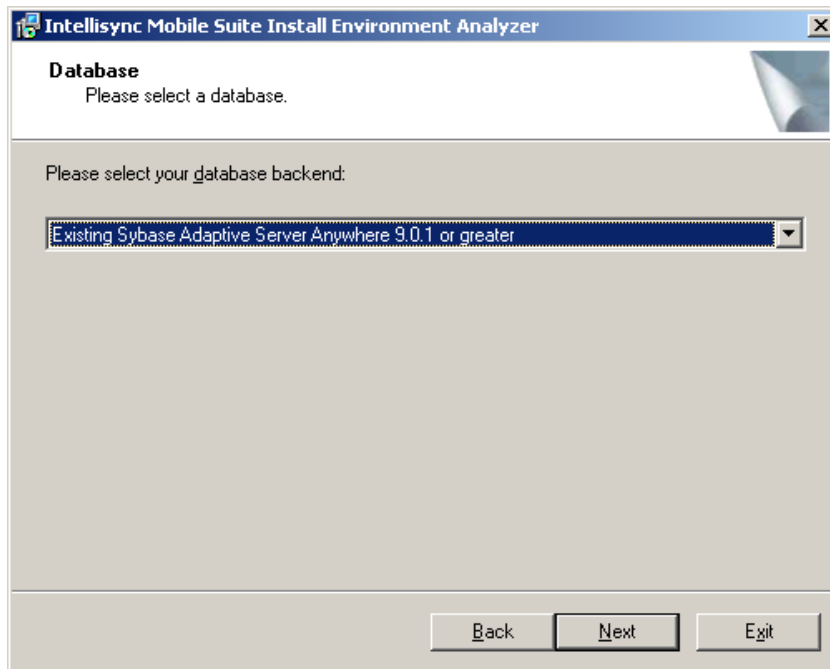 Intellisync Mobile Suite Install Environment Analyzer
Database
Please select a database.
Please select your database backend:
Existing Sybase Adaptive Server Anywhere 9.0.1 or greater
Back Next Exit